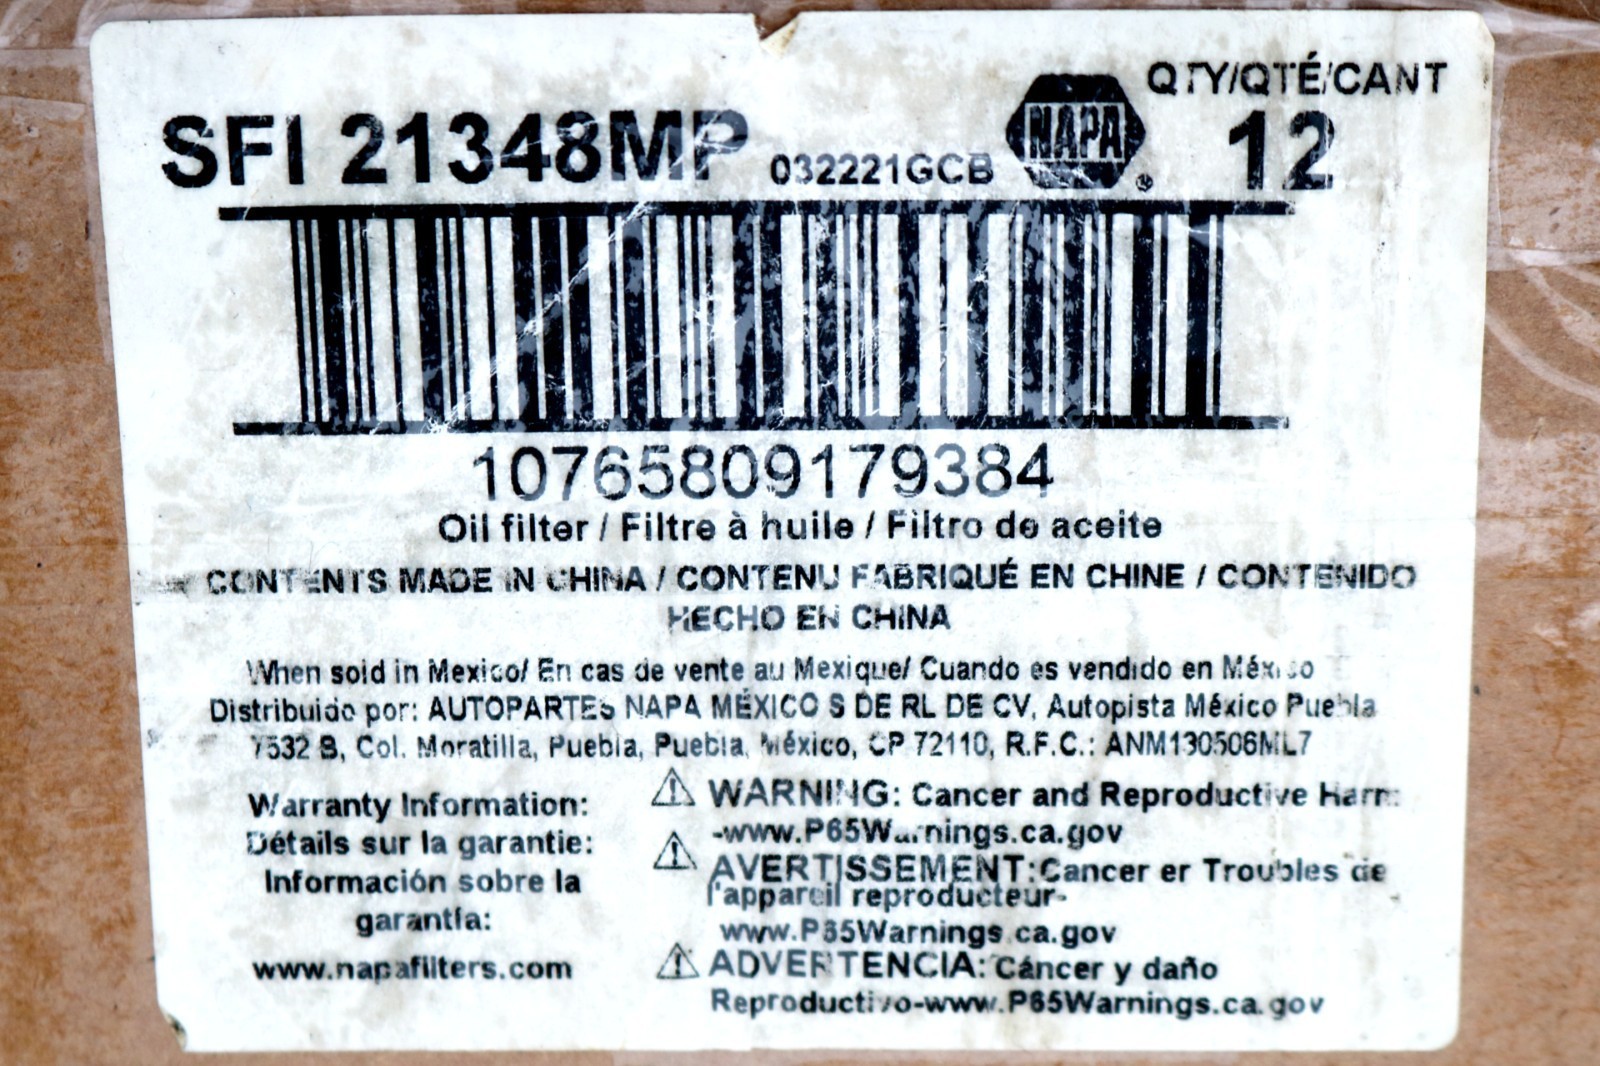 QTY/QTÉ/CANT
SFI 21348MP 032221GCB NAPA 12
10765809179384
Oil filter / Filtre à huile / Filtro de aceite
CONTENTS MADE IN CHINA / CONTENU FABRIQUÉ EN CHINE / CONTENIDO
HECHO EN CHINA
When sold in Mexico/ En cas de vente au Mexique/ Cuando es vendido en México
Distribuido por: AUTOPARTES NAPA MÉXICO S DE RL DE CV, Autopista México Puebla
7532 B, Col. Moratilla, Puebla, Puebla, México, CP 72110, R.F.C.: ANM130506ML7
Warranty Information:
Détails sur la garantie:
Información sobre la
garantía:
www.napafilters.com
⚠ WARNING: Cancer and Reproductive Harm
-www.P65Warnings.ca.gov
⚠ AVERTISSEMENT:Cancer er Troubles de
l'appareil reproducteur-
www.P65Warnings.ca.gov
⚠ ADVERTENCIA: Cáncer y daño
Reproductivo-www.P65Warnings.ca.gov